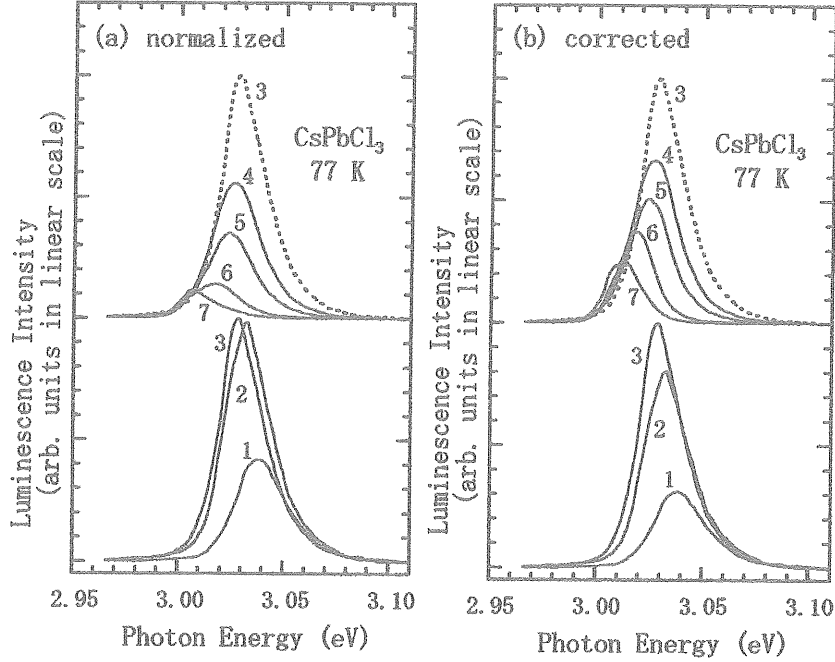 (a) normalized
3
CsPbCl₃
77 K
4
5
6
7
3
2
1
Luminescence Intensity
(arb. units in linear scale)
2.95 3.00 3.05 3.10
Photon Energy (eV)
(b) corrected
3
CsPbCl₃
77 K
4
5
6
7
3
2
1
Luminescence Intensity
(arb. units in linear scale)
2.95 3.00 3.05 3.10
Photon Energy (eV)